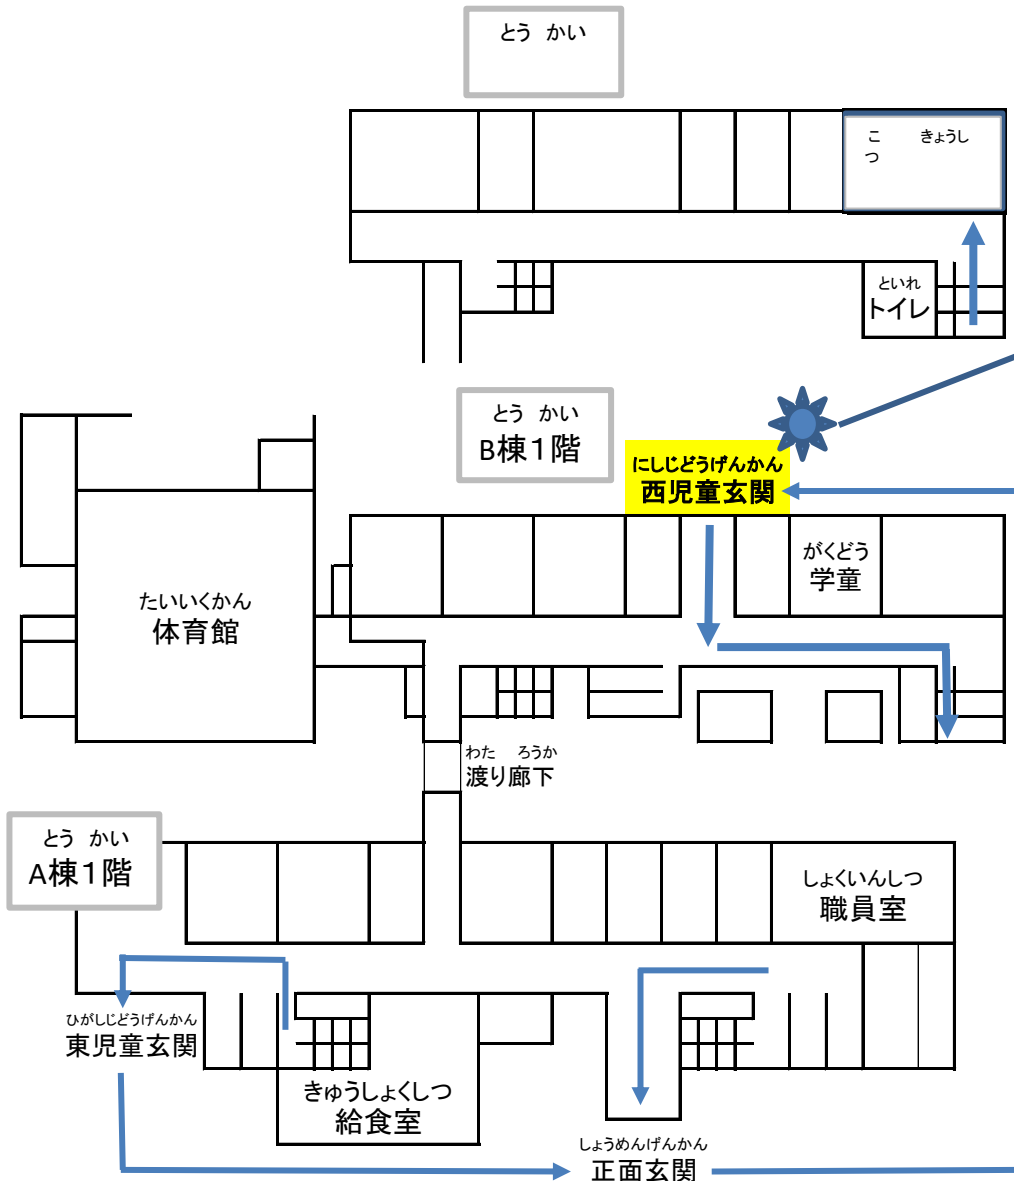 とう かい
こ きょうし
つ
といれ
トイレ
とう かい
B棟１階
にしじどうげんかん
西児童玄関
がくどう
学童
たいいくかん
体育館
わた ろうか
渡り廊下
とう かい
A棟１階
しょくいんしつ
職員室
ひがしじどうげんかん
東児童玄関
きゅうしょくしつ
給食室
しょうめんげんかん
正面玄関